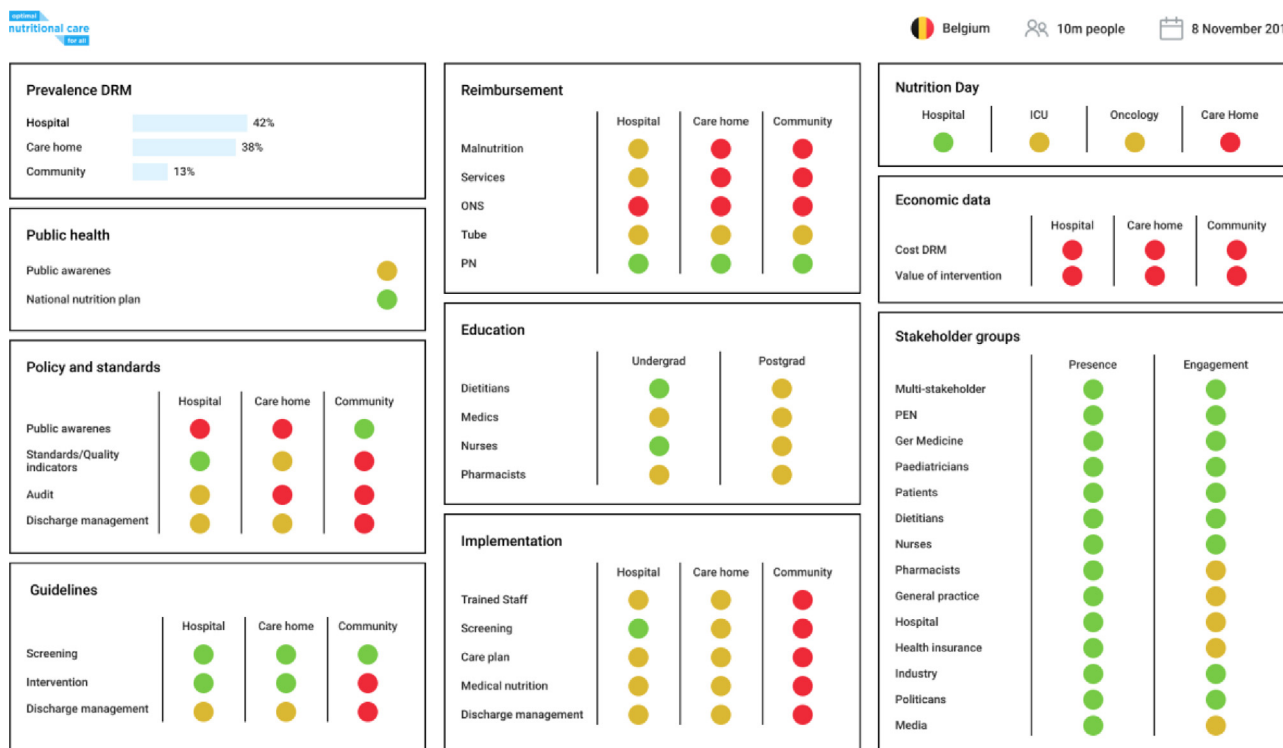 optimal
nutritional care
for all
Belgium
10m people
8 November 201
Prevalence DRM
Hospital 42%
Care home 38%
Community 13%
Public health
Public awarenes
National nutrition plan
Policy and standards
Hospital Care home Community
Public awarenes
Standards/Quality
indicators
Audit
Discharge management
Guidelines
Hospital Care home Community
Screening
Intervention
Discharge management
Reimbursement
Hospital Care home Community
Malnutrition
Services
ONS
Tube
PN
Education
Undergrad Postgrad
Dietitians
Medics
Nurses
Pharmacists
Implementation
Hospital Care home Community
Trained Staff
Screening
Care plan
Medical nutrition
Discharge management
Nutrition Day
Hospital ICU Oncology Care Home
Economic data
Hospital Care home Community
Cost DRM
Value of intervention
Stakeholder groups
Presence Engagement
Multi-stakeholder
PEN
Ger Medicine
Paediatricians
Patients
Dietitians
Nurses
Pharmacists
General practice
Hospital
Health insurance
Industry
Politicans
Media